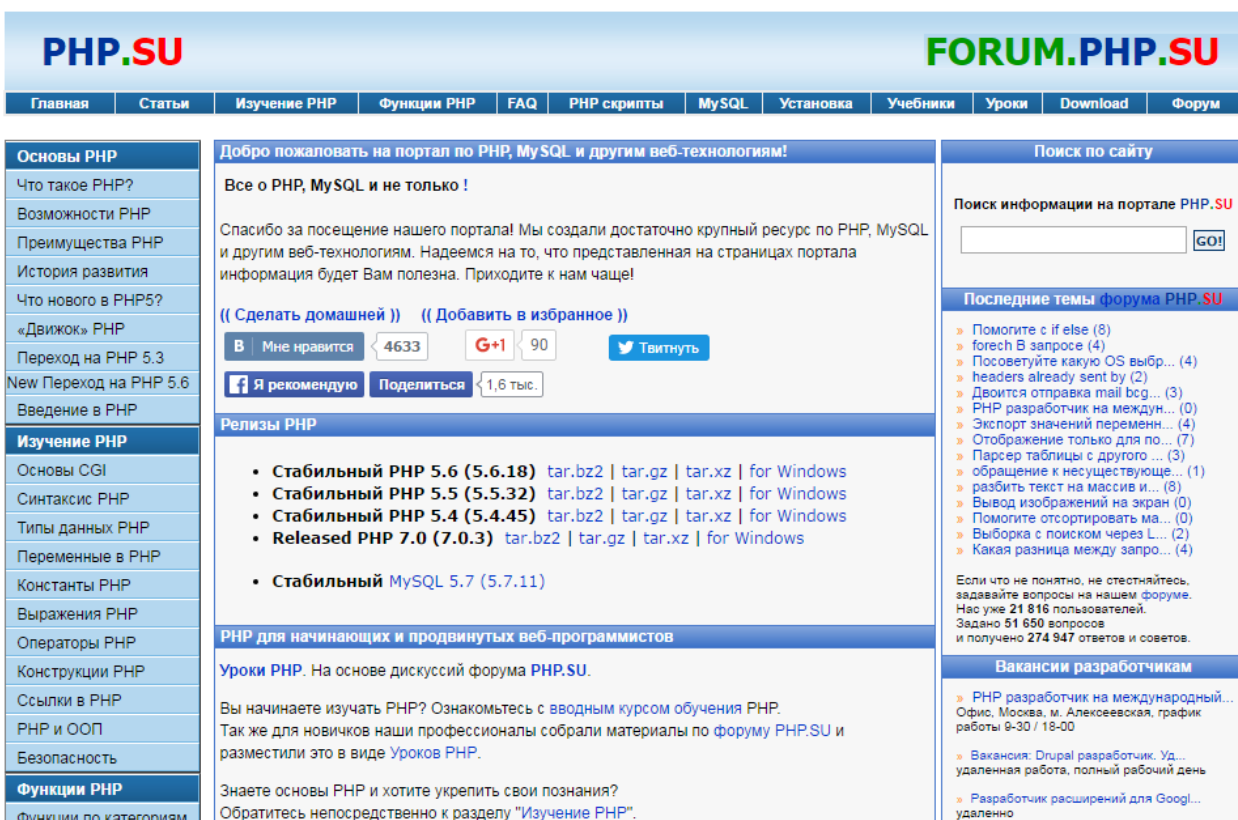 PHP.SU
FORUM.PHP.SU
Главная Статьи Изучение PHP Функции PHP FAQ PHP скрипты MySQL Установка Учебники Уроки Download Форум
Основы PHP
Что такое PHP?
Возможности PHP
Преимущества PHP
История развития
Что нового в PHP5?
«Движок» PHP
Переход на PHP 5.3
New Переход на PHP 5.6
Введение в PHP
Изучение PHP
Основы CGI
Синтаксис PHP
Типы данных PHP
Переменные в PHP
Константы PHP
Выражения PHP
Операторы PHP
Конструкции PHP
Ссылки в PHP
PHP и ООП
Безопасность
Функции PHP
Функции по категориям
Добро пожаловать на портал по PHP, MySQL и другим веб-технологиям!
Все о PHP, MySQL и не только !
Спасибо за посещение нашего портала! Мы создали достаточно крупный ресурс по PHP, MySQL
и другим веб-технологиям. Надеемся на то, что представленная на страницах портала
информация будет Вам полезна. Приходите к нам чаще!
(( Сделать домашней )) (( Добавить в избранное ))
B Мне нравится 4633 G+1 90 Твитнуть
f Я рекомендую Поделиться 1,6 тыс.
Релизы PHP
• Стабильный PHP 5.6 (5.6.18) tar.bz2 | tar.gz | tar.xz | for Windows
• Стабильный PHP 5.5 (5.5.32) tar.bz2 | tar.gz | tar.xz | for Windows
• Стабильный PHP 5.4 (5.4.45) tar.bz2 | tar.gz | tar.xz | for Windows
• Released PHP 7.0 (7.0.3) tar.bz2 | tar.gz | tar.xz | for Windows
• Стабильный MySQL 5.7 (5.7.11)
PHP для начинающих и продвинутых веб-программистов
Уроки PHP. На основе дискуссий форума PHP.SU.
Вы начинаете изучать PHP? Ознакомьтесь с вводным курсом обучения PHP.
Так же для новичков наши профессионалы собрали материалы по форуму PHP.SU и
разместили это в виде Уроков PHP.
Знаете основы PHP и хотите укрепить свои познания?
Обратитесь непосредственно к разделу "Изучение PHP".
Поиск по сайту
Поиск информации на портале PHP.SU
GO!
Последние темы форума PHP.SU
» Помогите с if else (8)
» forech В запросе (4)
» Посоветуйте какую OS выбр... (4)
» headers already sent by (2)
» Двоится отправка mail bcg... (3)
» PHP разработчик на междун... (0)
» Экспорт значений переменн... (4)
» Отображение только для по... (7)
» Парсер таблицы с другого ... (3)
» обращение к несуществующе... (1)
» разбить текст на массив и... (8)
» Вывод изображений на экран (0)
» Помогите отсортировать ма... (0)
» Выборка с поиском через L... (2)
» Какая разница между запро... (4)
Если что не понятно, не стестняйтесь,
задавайте вопросы на нашем форуме.
Нас уже 21 816 пользователей.
Задано 51 650 вопросов
и получено 274 947 ответов и советов.
Вакансии разработчикам
» PHP разработчик на международный...
Офис, Москва, м. Алексеевская, график
работы 9-30 / 18-00
» Вакансия: Drupal разработчик. Уд...
удаленная работа, полный рабочий день
» Разработчик расширений для Googl...
удаленно